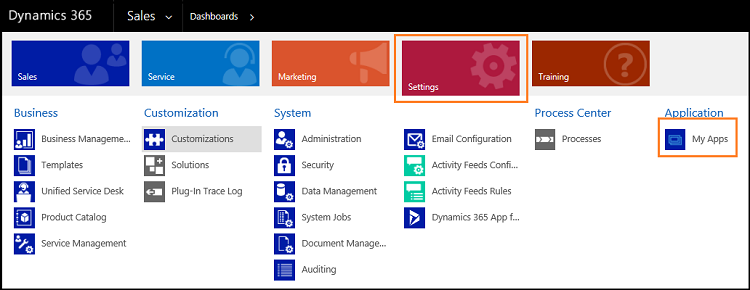 Dynamics 365 Sales Dashboards
Sales Service Marketing Settings Training
Business Customization System Process Center Application
Business Manageme... Customizations Administration Email Configuration Processes My Apps
Templates Solutions Security Activity Feeds Confi...
Unified Service Desk Plug-In Trace Log Data Management Activity Feeds Rules
Product Catalog System Jobs Dynamics 365 App f...
Service Management Document Manage...
Auditing